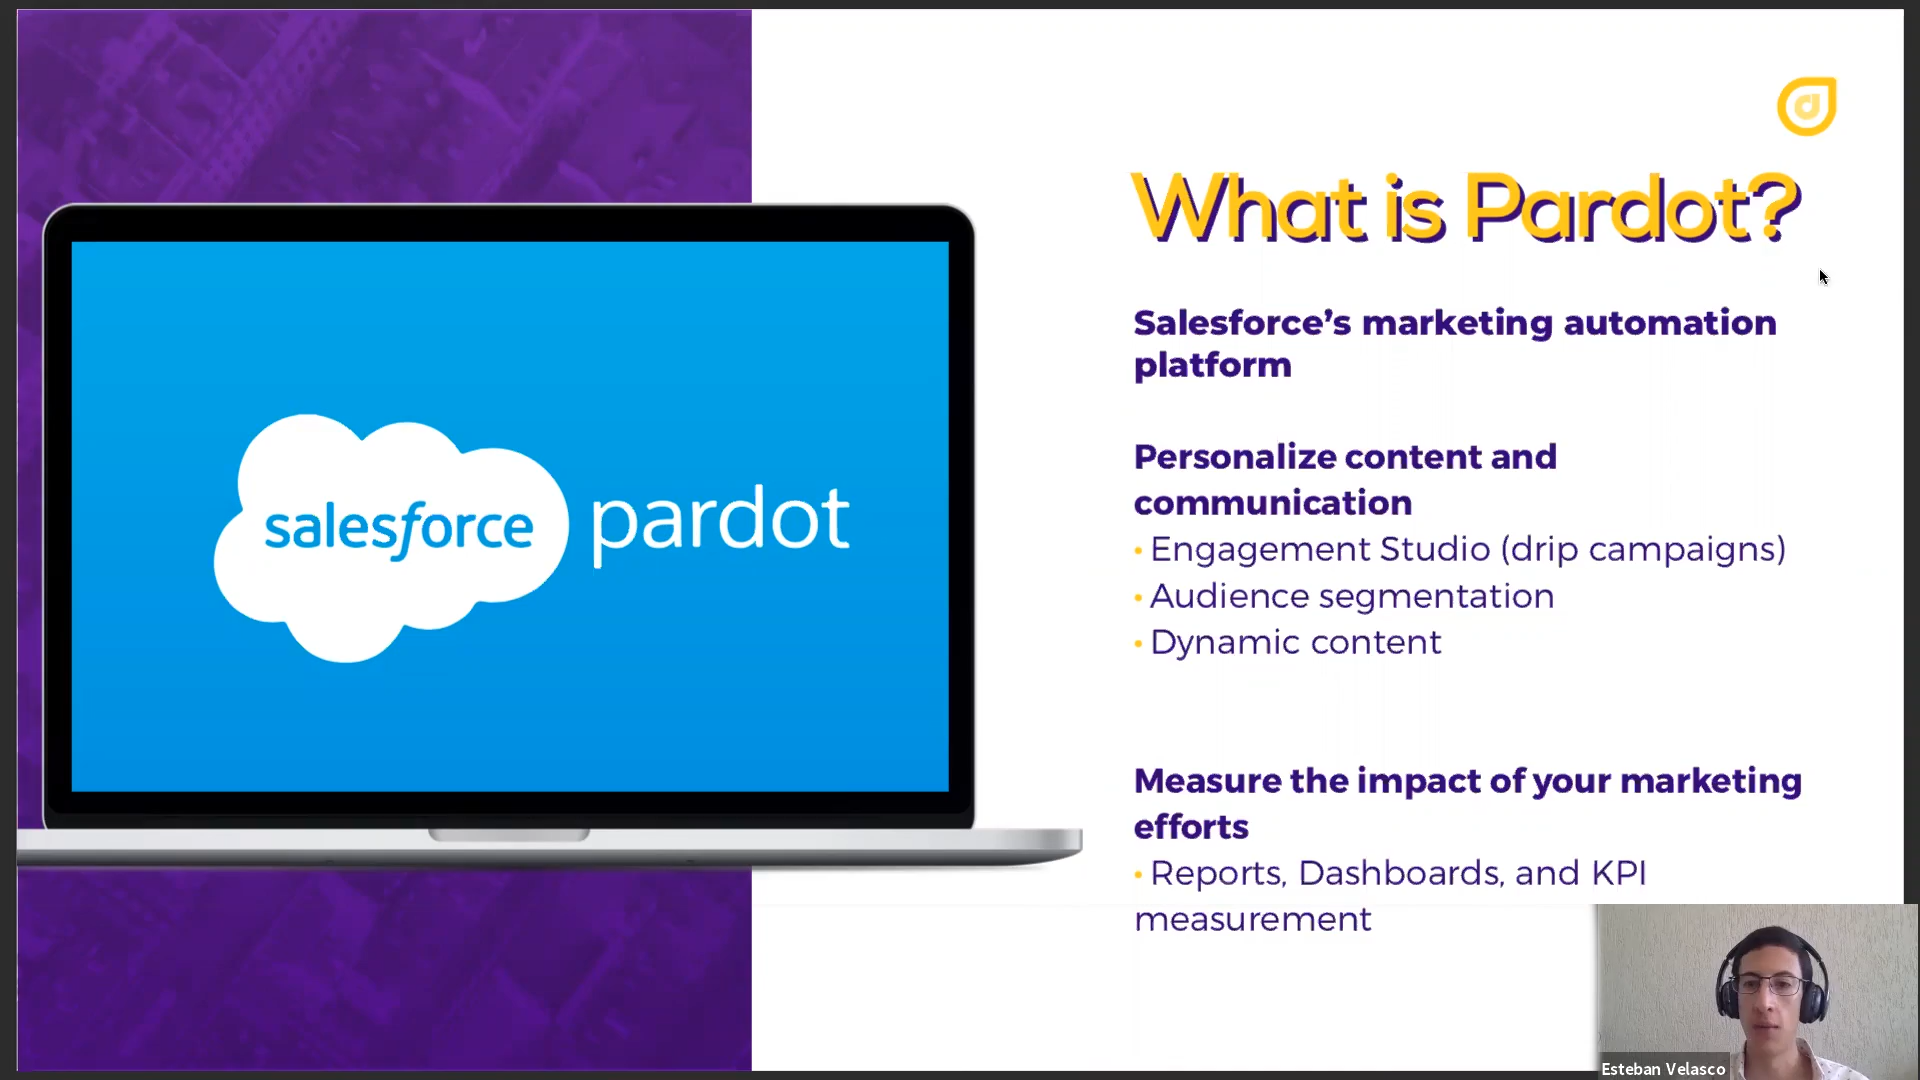 What is Pardot?
Salesforce’s marketing automation
platform
Personalize content and
communication
• Engagement Studio (drip campaigns)
• Audience segmentation
• Dynamic content
Measure the impact of your marketing
efforts
• Reports, Dashboards, and KPI
measurement
salesforce pardot
Esteban Velasco